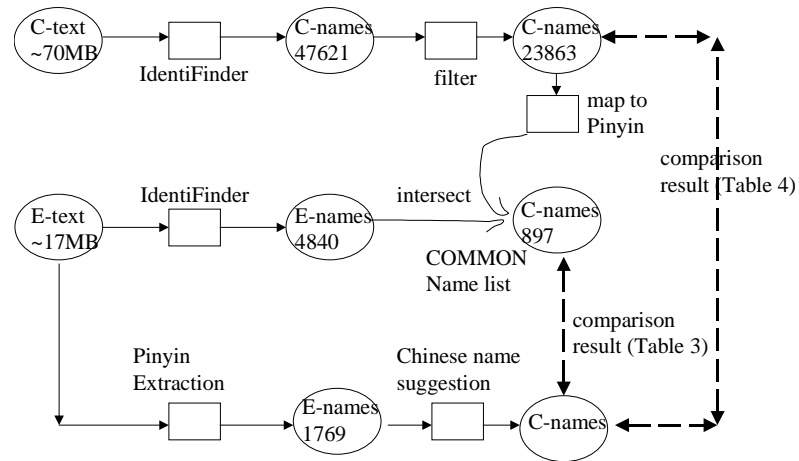 C-text
~70MB
IdentiFinder
C-names
47621
filter
C-names
23863
map to
Pinyin
comparison
result (Table 4)
E-text
~17MB
IdentiFinder
E-names
4840
intersect
C-names
897
COMMON
Name list
comparison
result (Table 3)
Pinyin
Extraction
E-names
1769
Chinese name
suggestion
C-names